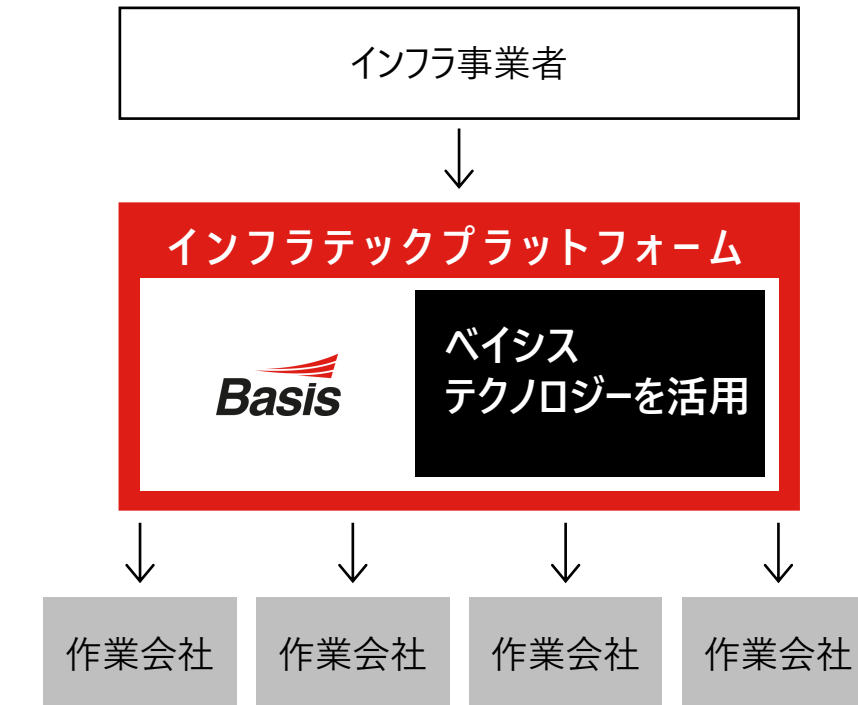 インフラ事業者
インフラテックプラットフォーム
Basis
ベイシス
テクノロジーを活用
作業会社
作業会社
作業会社
作業会社